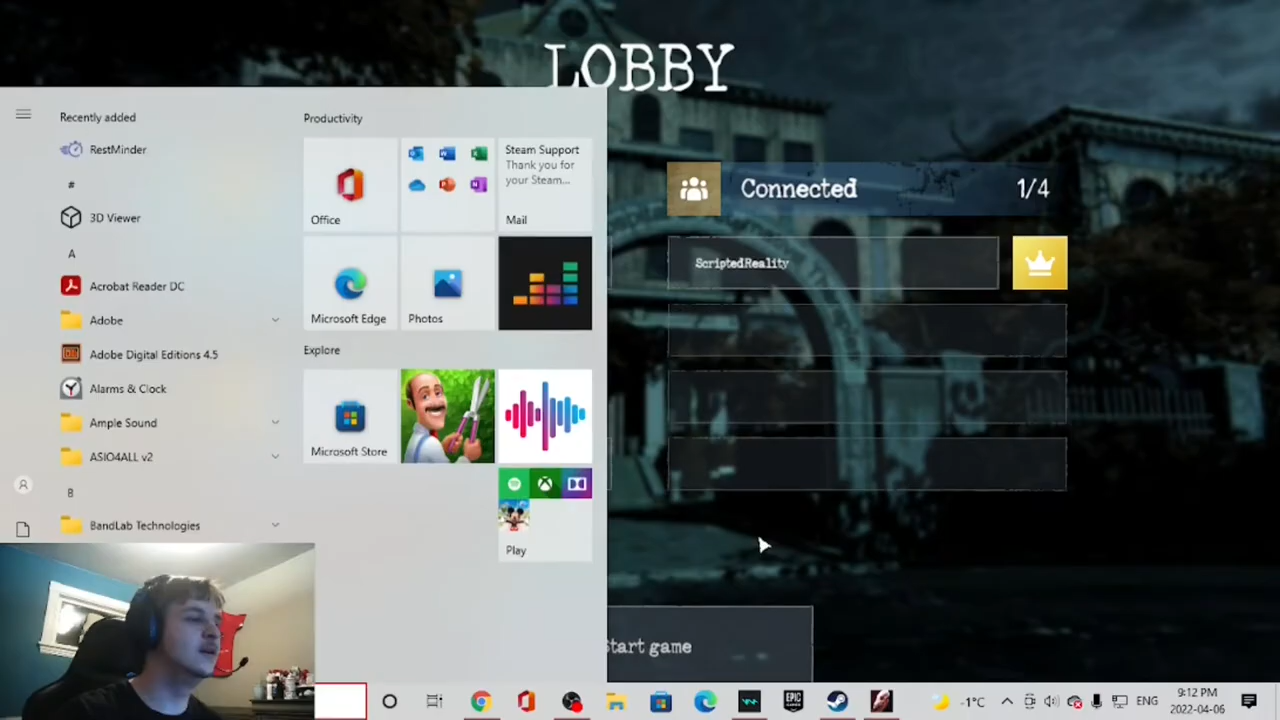 LOBBY
Recently added
RestMinder
#
3D Viewer
A
Acrobat Reader DC
Adobe
Adobe Digital Editions 4.5
Alarms & Clock
Ample Sound
ASIO4ALL v2
B
BandLab Technologies
Productivity
Office
Steam Support
Thank you for
your Steam...
Mail
Microsoft Edge
Photos
Explore
Microsoft Store
Play
Connected 1/4
ScriptedReality
Start game
EPIC
-1°C
ENG
9:12 PM
2022-04-06